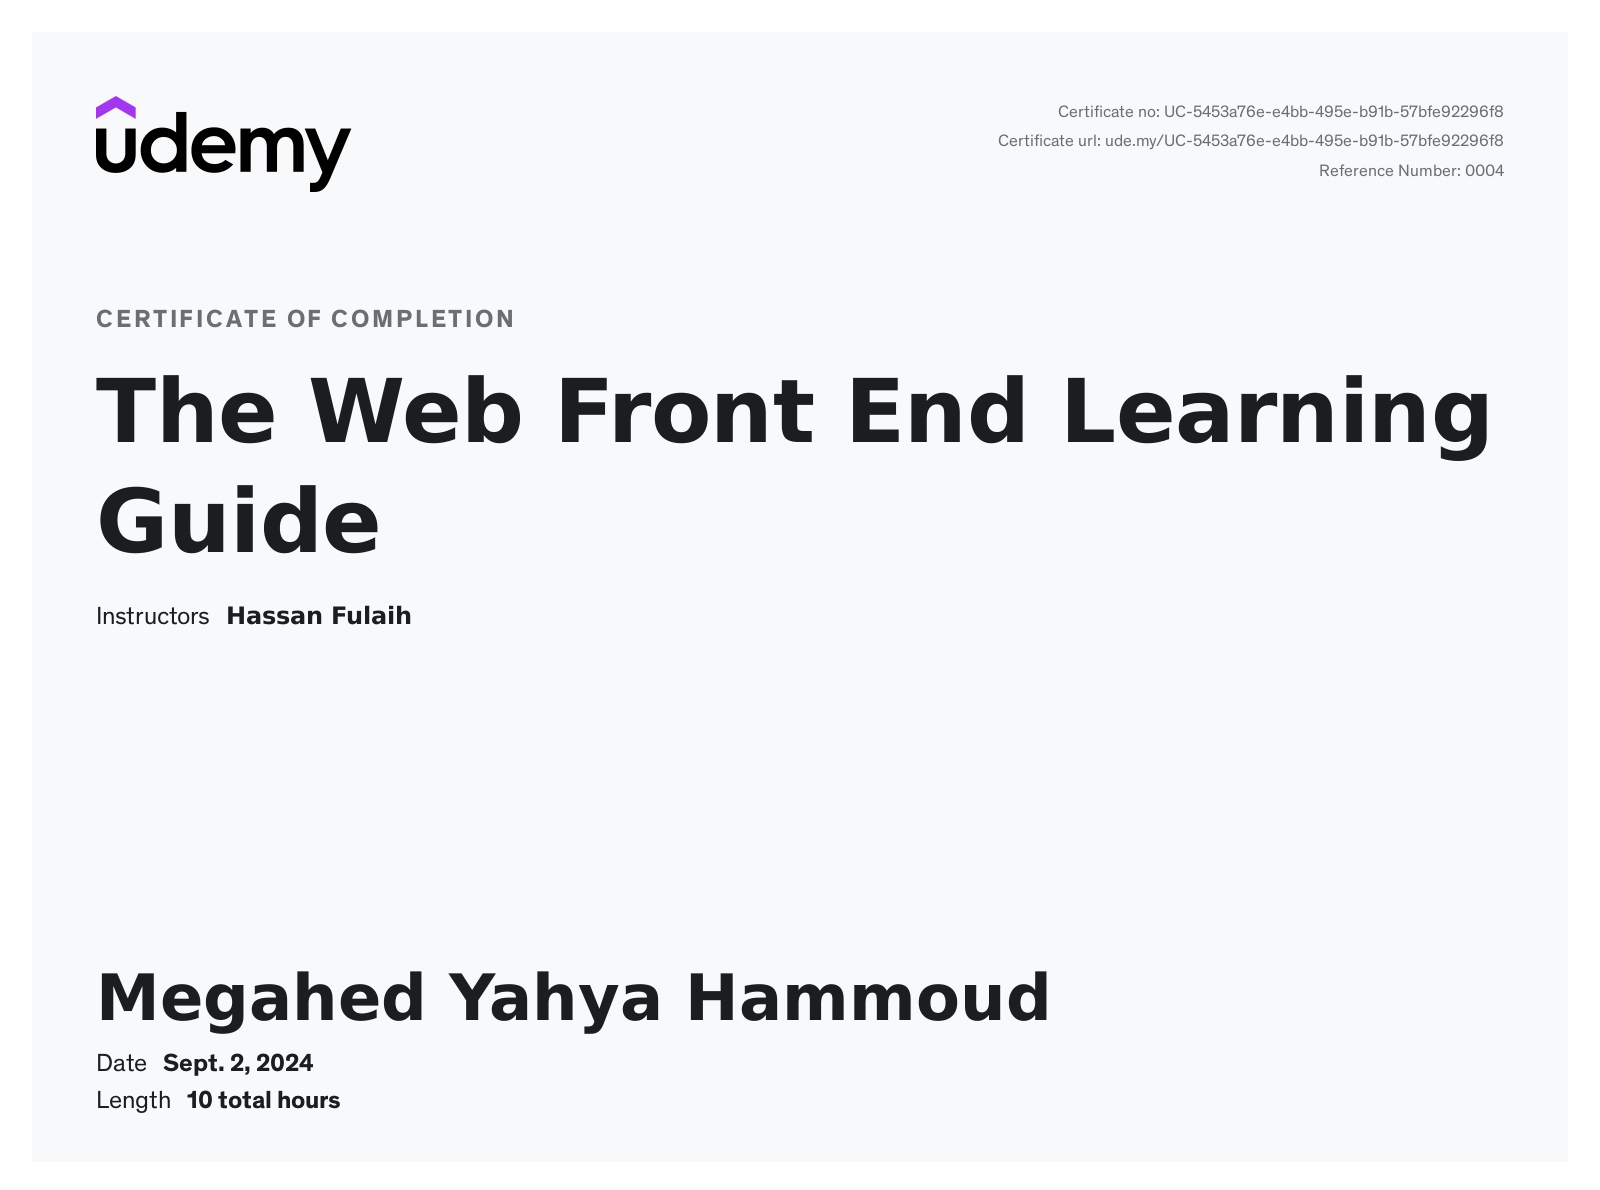 udemy
Certificate no: UC-5453a76e-e4bb-495e-b91b-57bfe92296f8
Certificate url: ude.my/UC-5453a76e-e4bb-495e-b91b-57bfe92296f8
Reference Number: 0004
CERTIFICATE OF COMPLETION
The Web Front End Learning
Guide
Instructors Hassan Fulaih
Megahed Yahya Hammoud
Date Sept. 2, 2024
Length 10 total hours